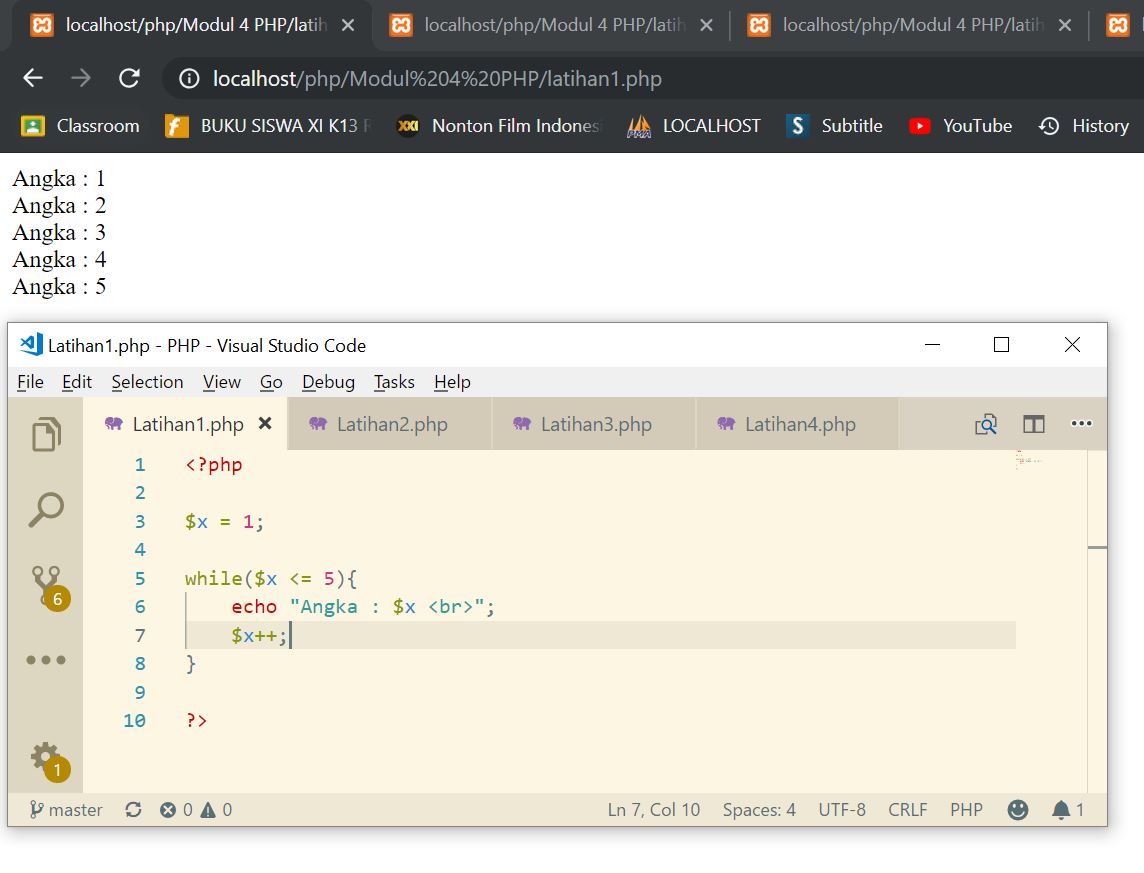 localhost/php/Modul 4 PHP/latih
localhost/php/Modul 4 PHP/latih
localhost/php/Modul 4 PHP/latih
localhost/php/Modul%204%20PHP/latihan1.php
Classroom BUKU SISWA XI K13 R Nonton Film Indones LOCALHOST Subtitle YouTube History
Angka : 1
Angka : 2
Angka : 3
Angka : 4
Angka : 5
Latihan1.php - PHP - Visual Studio Code
File Edit Selection View Go Debug Tasks Help
Latihan1.php Latihan2.php Latihan3.php Latihan4.php
1 <?php
2
3 $x = 1;
4
5 while($x <= 5){
6 echo "Angka : $x <br>";
7 $x++;
8 }
9
10 ?>
6
1
master 0 0 Ln 7, Col 10 Spaces: 4 UTF-8 CRLF PHP 1